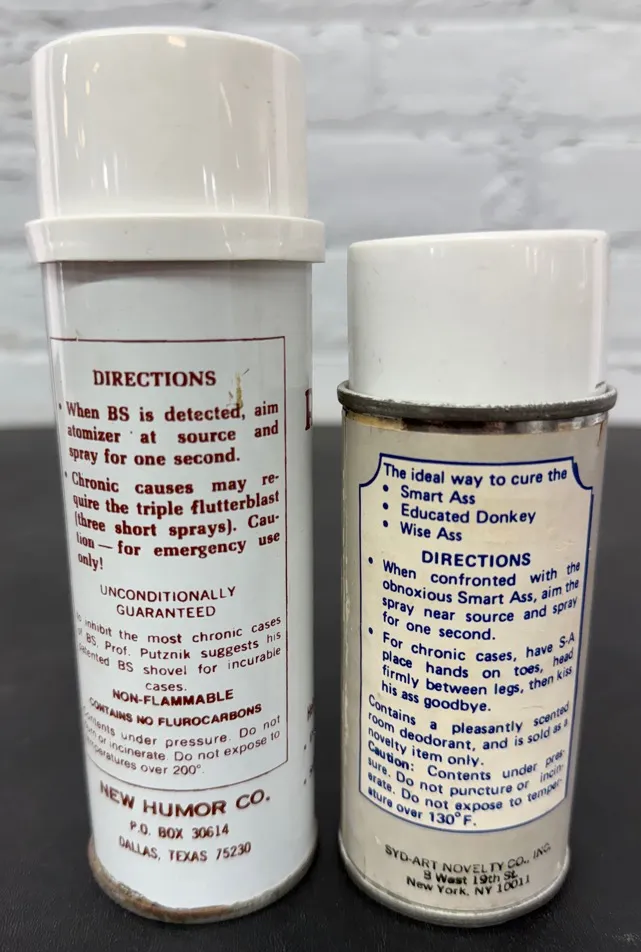 DIRECTIONS
• When BS is detected, aim
atomizer at source and
spray for one second.
• Chronic causes may re-
quire the triple flutterblast
(three short sprays). Cau-
tion — for emergency use
only!
UNCONDITIONALLY
GUARANTEED
inhibit the most chronic cases
BS, Prof. Putznik suggests his
BS shovel for incurable
cases.
NON-FLAMMABLE
CONTAINS NO FLUROCARBONS
Contents under pressure. Do not
or incinerate. Do not expose to
temperatures over 200°.
NEW HUMOR CO.
P.O. BOX 30614
DALLAS, TEXAS 75230
The ideal way to cure the
• Smart Ass
• Educated Donkey
• Wise Ass
DIRECTIONS
• When confronted with the
obnoxious Smart Ass, aim the
spray near source and spray
for one second.
• For chronic cases, have S-A
place hands on toes, head
firmly between legs, then kiss
his ass goodbye.
Contains a pleasantly scented
room deodorant, and is sold as a
novelty item only.
Caution: Contents under pres-
sure. Do not puncture or incin-
erate. Do not expose to temper-
ature over 130°F.
SYD-ART NOVELTY CO., INC.
9 West 19th St.
New York, NY 10011